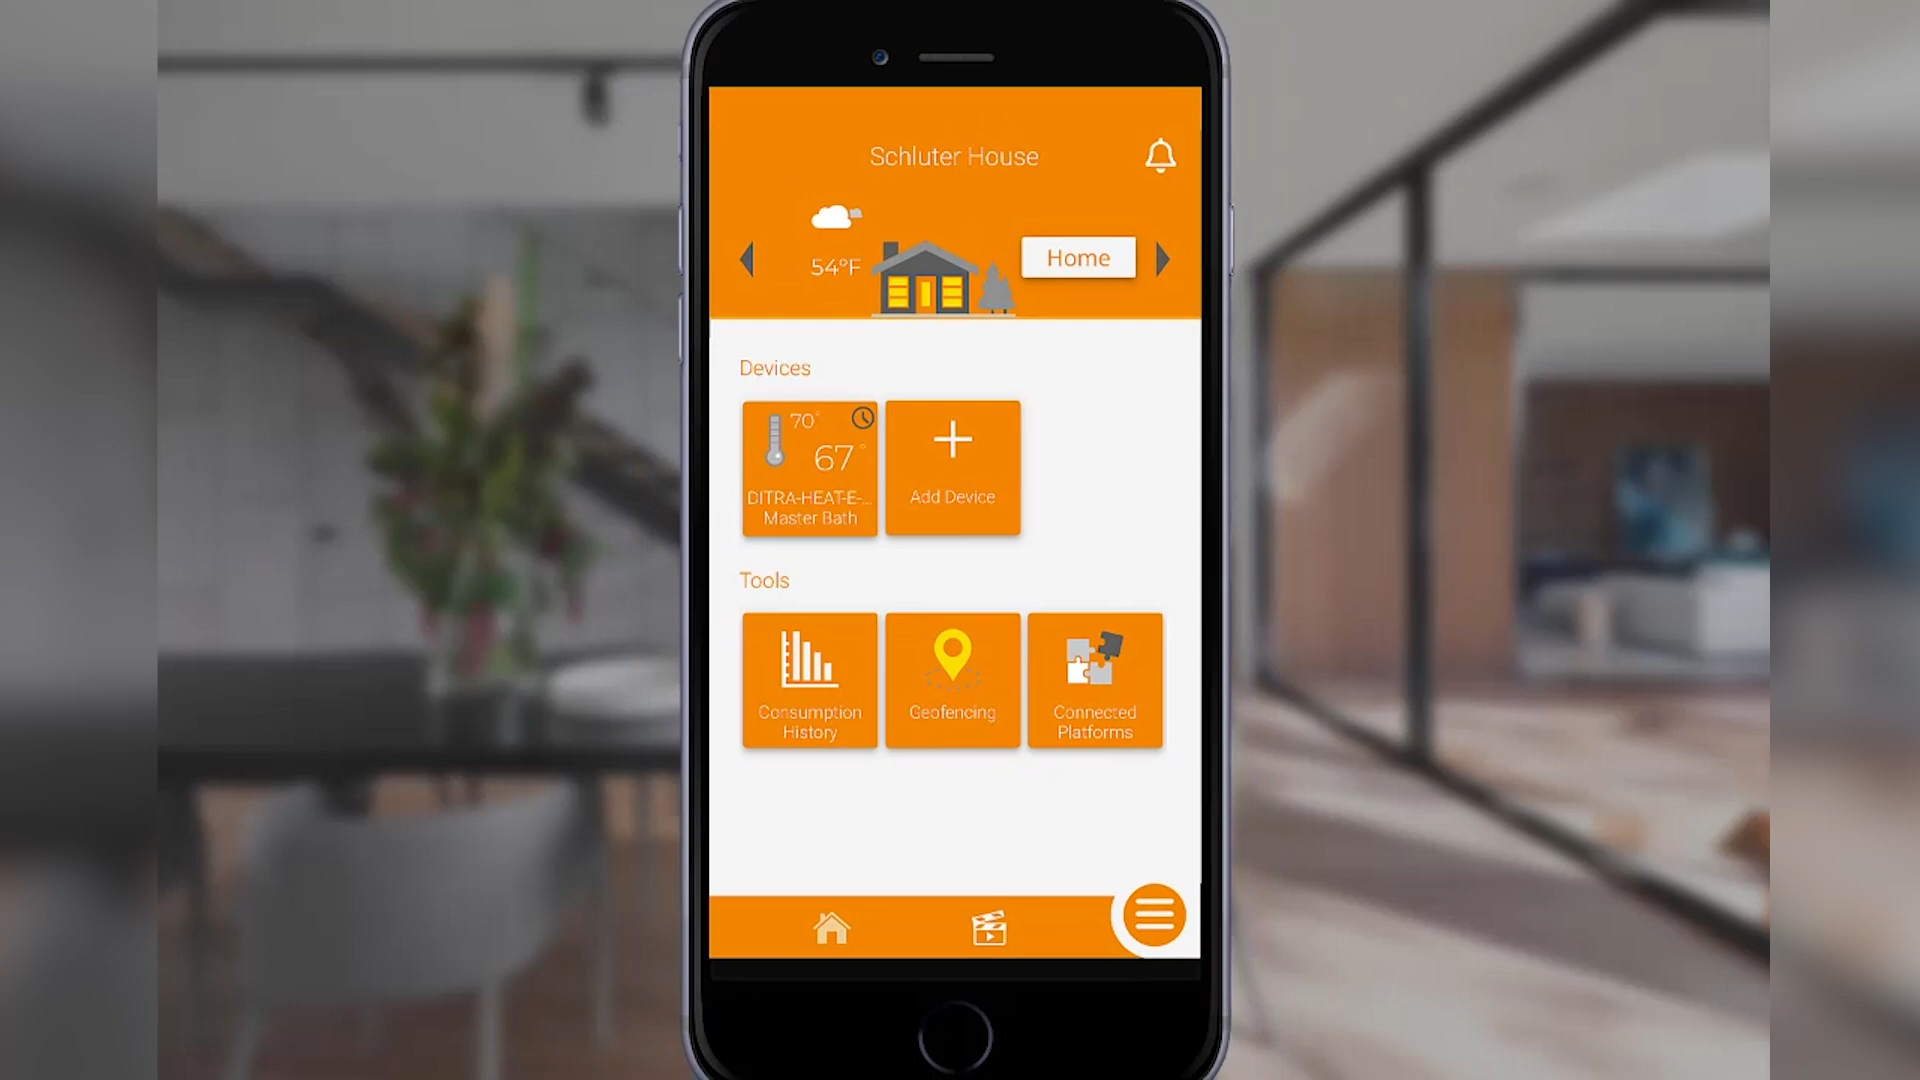 Schluter House
54°F
Home
Devices
70°
67°
DITRA-HEAT-E-...
Master Bath
Add Device
Tools
Consumption
History
Geofencing
Connected
Platforms